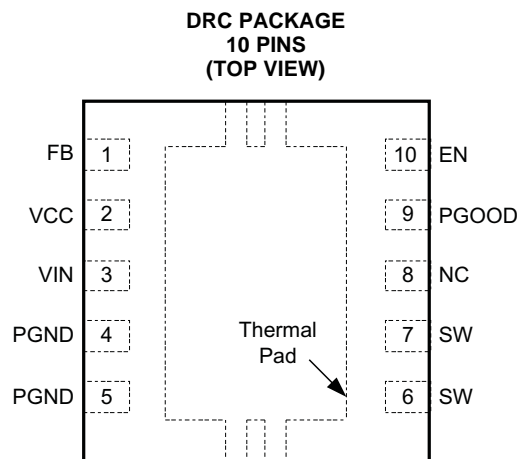 DRC PACKAGE
10 PINS
(TOP VIEW)
FB 1 10 EN
VCC 2 9 PGOOD
VIN 3 8 NC
PGND 4 7 SW
PGND 5 6 SW
Thermal
Pad